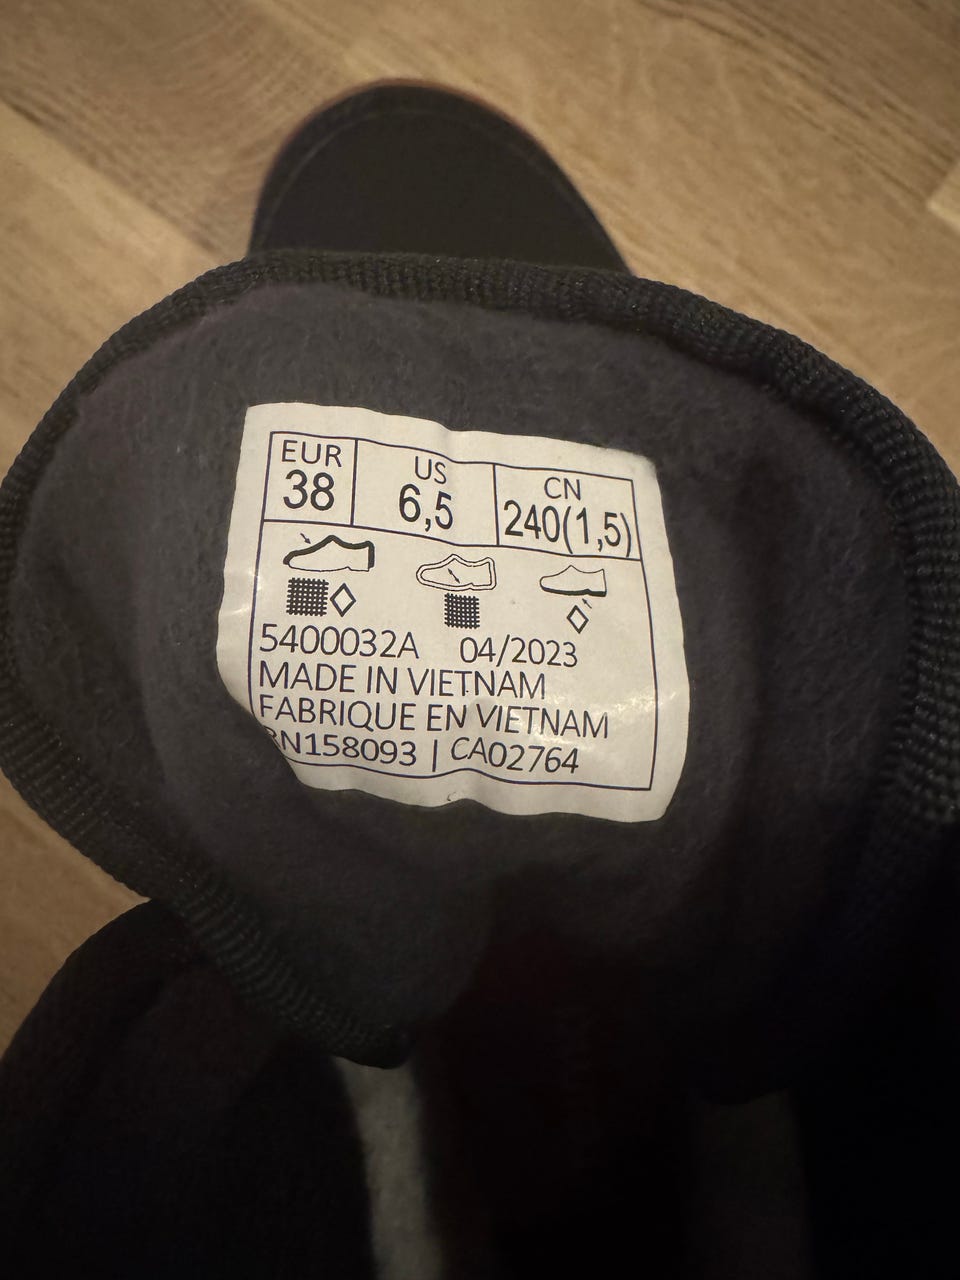 EUR US CN
38 6,5 240(1,5)
5400032A 04/2023
MADE IN VIETNAM
FABRIQUE EN VIETNAM
RN158093 | CA02764